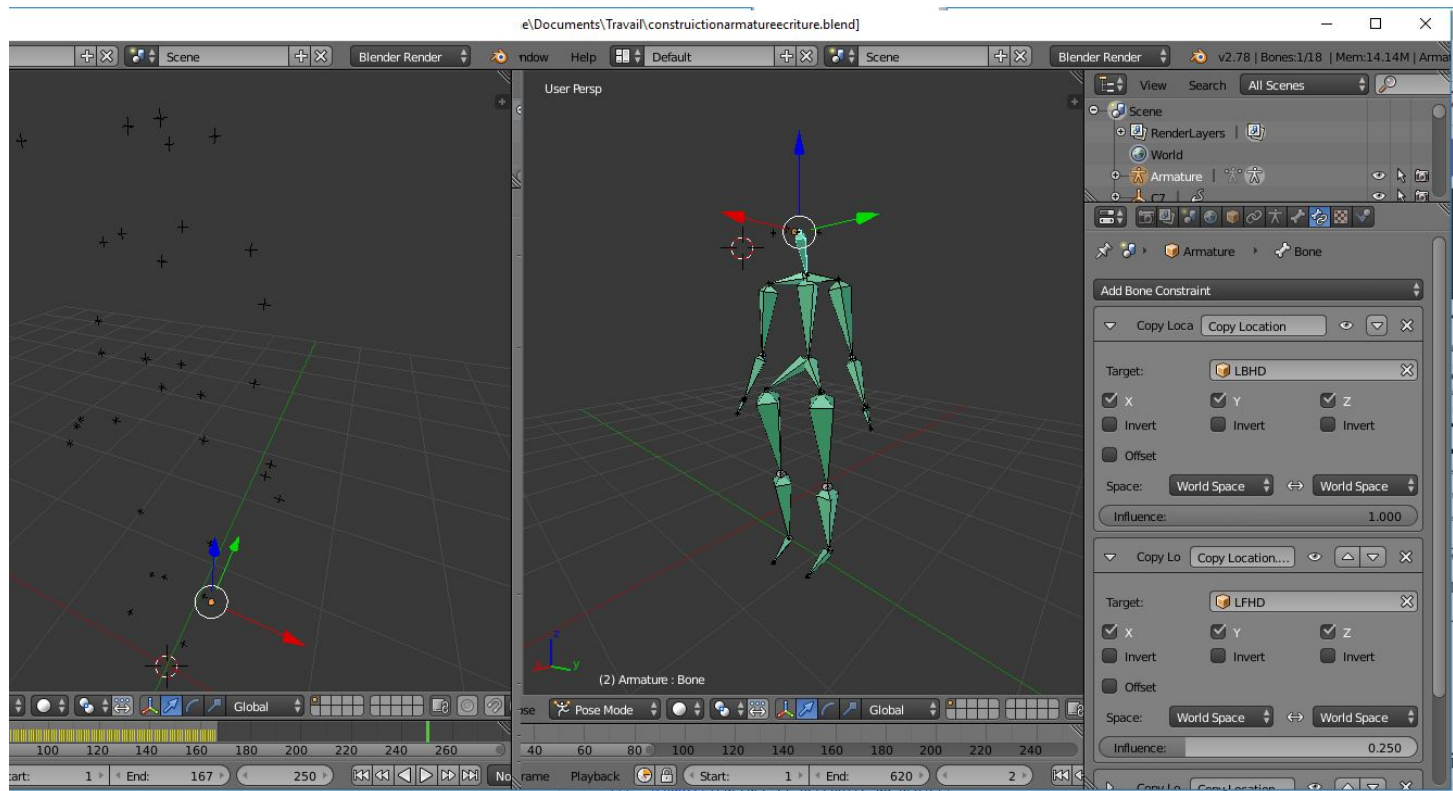 e\Documents\Travail\construictionarmatureecriture.blend]
Scene Blender Render ndow Help Default Scene Blender Render v2.78 | Bones:1/18 | Mem:14.14M | Arma
User Persp
View Search All Scenes
Scene
RenderLayers |
World
Armature |
C7 |
Armature Bone
Add Bone Constraint
Copy Loca Copy Location
Target: LBHD
X Y Z
Invert Invert Invert
Offset
Space: World Space World Space
Influence: 1.000
Copy Lo Copy Location....
Target: LFHD
X Y Z
Invert Invert Invert
Offset
Space: World Space World Space
Influence: 0.250
Copy Lo Copy Location
z
y
(2) Armature : Bone
Global
ose Pose Mode Global
100 120 140 160 180 200 220 240 260
40 60 80 100 120 140 160 180 200 220 240
tart: 1 End: 167 250 No
rame Playback Start: 1 End: 620 2